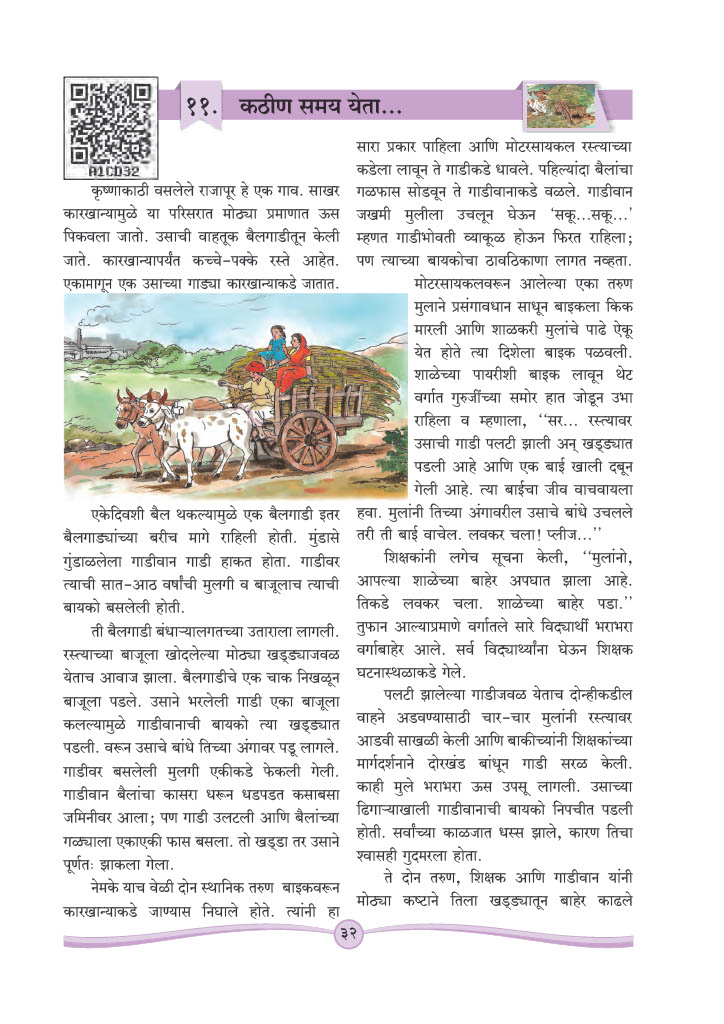 ११. कठीण समय येता...
A1CD32
कृष्णाकाठी वसलेले राजापूर हे एक गाव. साखर
कारखान्यामुळे या परिसरात मोठ्या प्रमाणात ऊस
पिकवला जातो. उसाची वाहतूक बैलगाडीतून केली
जाते. कारखान्यापर्यंत कच्चे-पक्के रस्ते आहेत.
एकामागून एक उसाच्या गाड्या कारखान्याकडे जातात.
एकेदिवशी बैल थकल्यामुळे एक बैलगाडी इतर
बैलगाड्यांच्या बरीच मागे राहिली होती. मुंडासे
गुंडाळलेला गाडीवान गाडी हाकत होता. गाडीवर
त्याची सात-आठ वर्षांची मुलगी व बाजूलाच त्याची
बायको बसलेली होती.
ती बैलगाडी बंधाऱ्यालगतच्या उताराला लागली.
रस्त्याच्या बाजूला खोदलेल्या मोठ्या खड्ड्याजवळ
येताच आवाज झाला. बैलगाडीचे एक चाक निखळून
बाजूला पडले. उसाने भरलेली गाडी एका बाजूला
कलल्यामुळे गाडीवानाची बायको त्या खड्ड्यात
पडली. वरून उसाचे बांधे तिच्या अंगावर पडू लागले.
गाडीवर बसलेली मुलगी एकीकडे फेकली गेली.
गाडीवान बैलांचा कासरा धरून धडपडत कसाबसा
जमिनीवर आला; पण गाडी उलटली आणि बैलांच्या
गळ्याला एकाएकी फास बसला. तो खड्डा तर उसाने
पूर्णतः झाकला गेला.
नेमके याच वेळी दोन स्थानिक तरुण बाइकवरून
कारखान्याकडे जाण्यास निघाले होते. त्यांनी हा
सारा प्रकार पाहिला आणि मोटरसायकल रस्त्याच्या
कडेला लावून ते गाडीकडे धावले. पहिल्यांदा बैलांचा
गळफास सोडवून ते गाडीवानाकडे वळले. गाडीवान
जखमी मुलीला उचलून घेऊन ‘सकू...सकू...’
म्हणत गाडीभोवती व्याकूळ होऊन फिरत राहिला;
पण त्याच्या बायकोचा ठावठिकाणा लागत नव्हता.
मोटरसायकलवरून आलेल्या एका तरुण
मुलाने प्रसंगावधान साधून बाइकला किक
मारली आणि शाळकरी मुलांचे पाढे ऐकू
येत होते त्या दिशेला बाइक पळवली.
शाळेच्या पायरीशी बाइक लावून थेट
वर्गात गुरुजींच्या समोर हात जोडून उभा
राहिला व म्हणाला, ‘‘सर... रस्त्यावर
उसाची गाडी पलटी झाली अन् खड्ड्यात
पडली आहे आणि एक बाई खाली दबून
गेली आहे. त्या बाईचा जीव वाचवायला
हवा. मुलांनी तिच्या अंगावरील उसाचे बांधे उचलले
तरी ती बाई वाचेल. लवकर चला! प्लीज...’’
शिक्षकांनी लगेच सूचना केली, ‘‘मुलांनो,
आपल्या शाळेच्या बाहेर अपघात झाला आहे.
तिकडे लवकर चला. शाळेच्या बाहेर पडा.’’
तुफान आल्याप्रमाणे वर्गातले सारे विद्यार्थी भराभरा
वर्गाबाहेर आले. सर्व विद्यार्थ्यांना घेऊन शिक्षक
घटनास्थळाकडे गेले.
पलटी झालेल्या गाडीजवळ येताच दोन्हीकडील
वाहने अडवण्यासाठी चार-चार मुलांनी रस्त्यावर
आडवी साखळी केली आणि बाकीच्यांनी शिक्षकांच्या
मार्गदर्शनाने दोरखंड बांधून गाडी सरळ केली.
काही मुले भराभरा ऊस उपसू लागली. उसाच्या
ढिगाऱ्याखाली गाडीवानाची बायको निपचीत पडली
होती. सर्वांच्या काळजात धस्स झाले, कारण तिचा
श्वासही गुदमरला होता.
ते दोन तरुण, शिक्षक आणि गाडीवान यांनी
मोठ्या कष्टाने तिला खड्ड्यातून बाहेर काढले
३२